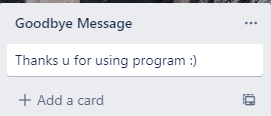 Goodbye Message
Thanks u for using program :)
+ Add a card